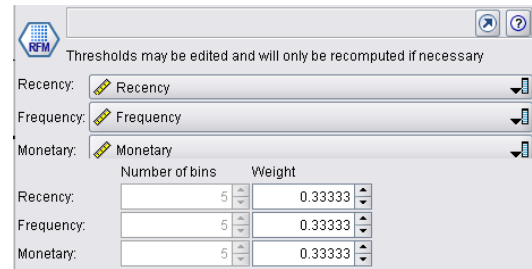 RFM
Thresholds may be edited and will only be recomputed if necessary
Recency: Recency
Frequency: Frequency
Monetary: Monetary
Number of bins Weight
Recency: 5 0.33333
Frequency: 5 0.33333
Monetary: 5 0.33333